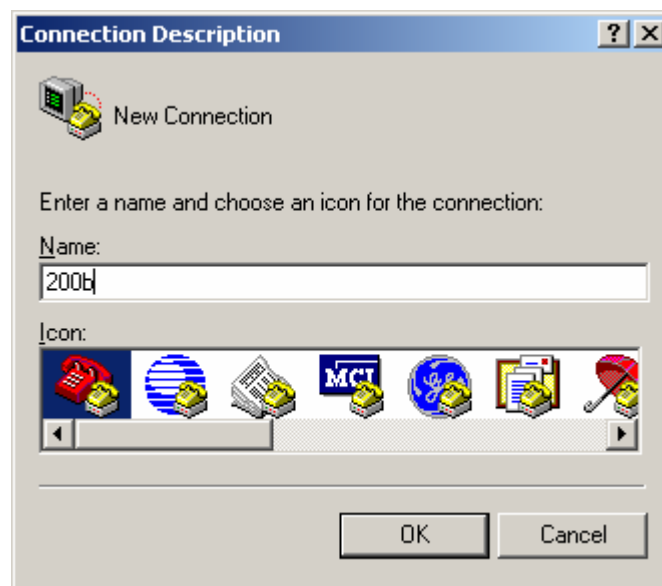 Connection Description
New Connection
Enter a name and choose an icon for the connection:
Name:
200b
Icon:
MCI
OK
Cancel